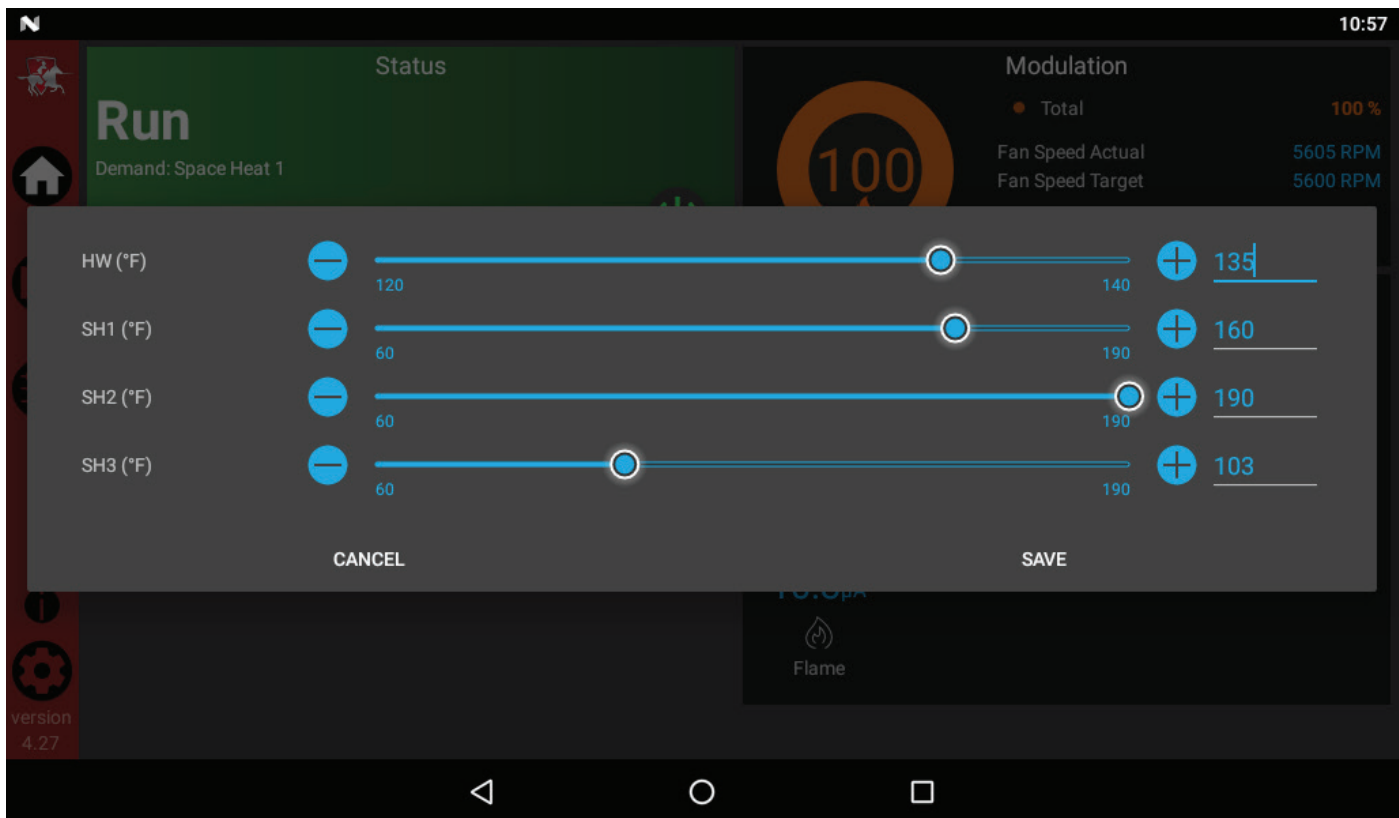 10:57
Status
Run
Demand: Space Heat 1
Modulation
100
Total 100 %
Fan Speed Actual 5605 RPM
Fan Speed Target 5600 RPM
HW (°F) 135
120 140
SH1 (°F) 160
60 190
SH2 (°F) 190
60 190
SH3 (°F) 103
60 190
CANCEL SAVE
µA
Flame
version
4.27